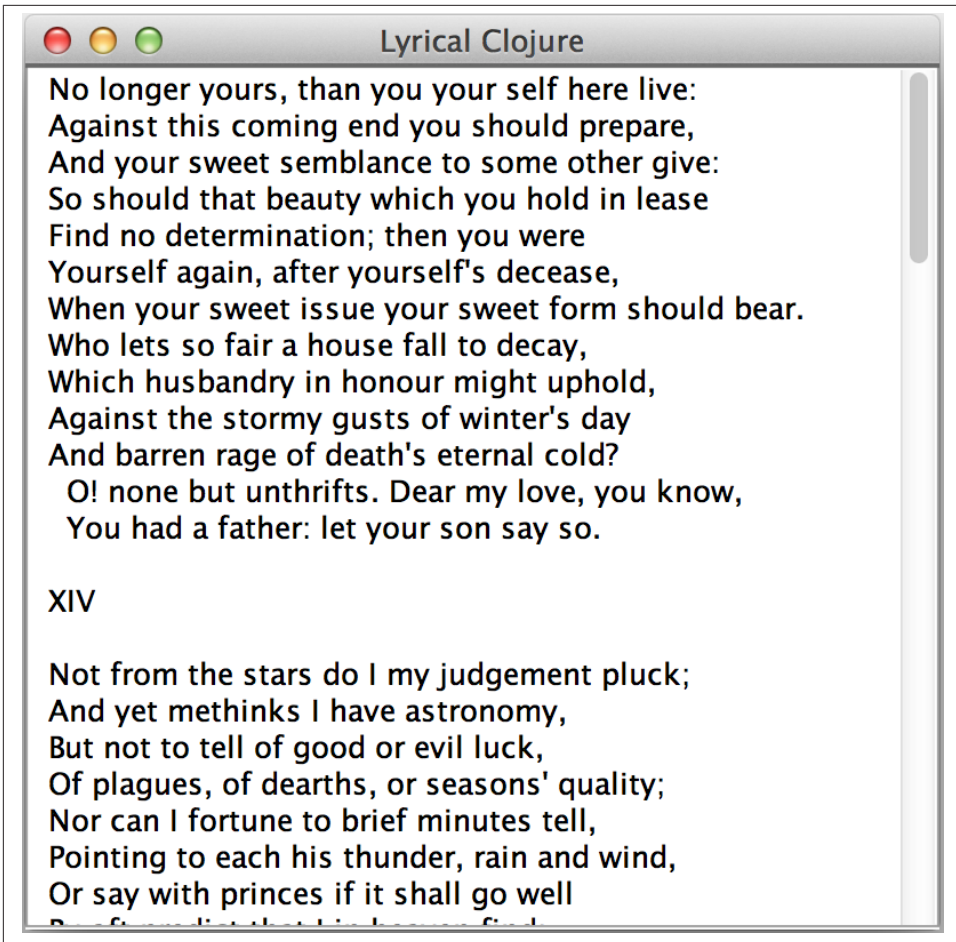 Lyrical Clojure
No longer yours, than you your self here live:
Against this coming end you should prepare,
And your sweet semblance to some other give:
So should that beauty which you hold in lease
Find no determination; then you were
Yourself again, after yourself's decease,
When your sweet issue your sweet form should bear.
Who lets so fair a house fall to decay,
Which husbandry in honour might uphold,
Against the stormy gusts of winter's day
And barren rage of death's eternal cold?
O! none but unthrifts. Dear my love, you know,
You had a father: let your son say so.
XIV
Not from the stars do I my judgement pluck;
And yet methinks I have astronomy,
But not to tell of good or evil luck,
Of plagues, of dearths, or seasons' quality;
Nor can I fortune to brief minutes tell,
Pointing to each his thunder, rain and wind,
Or say with princes if it shall go well
By oft predict that I in heaven find: